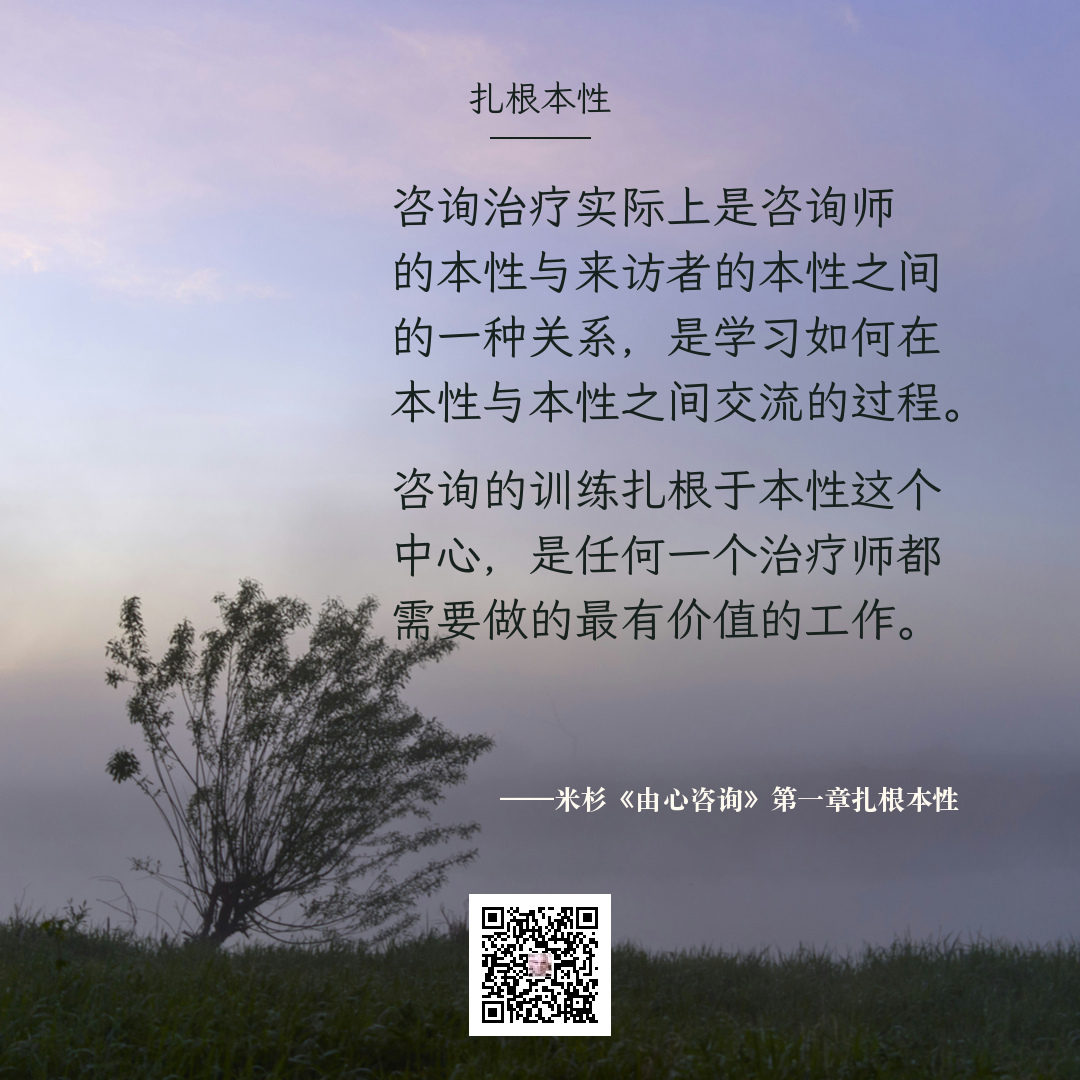 扎根本性
咨询治疗实际上是咨询师
的本性与来访者的本性之间
的一种关系，是学习如何在
本性与本性之间交流的过程。
咨询的训练扎根于本性这个
中心，是任何一个治疗师都
需要做的最有价值的工作。
——米杉《由心咨询》第一章扎根本性